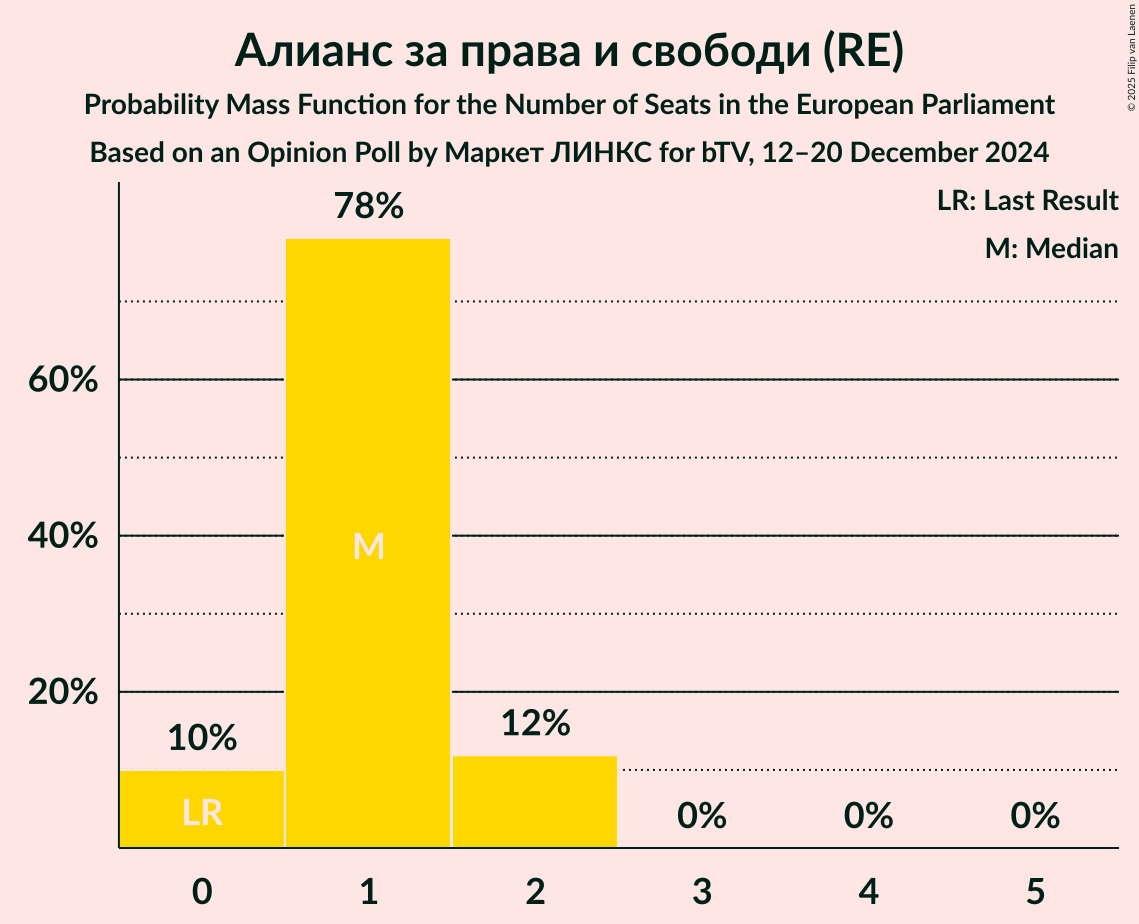 Алианс за права и свободи (RE)
Probability Mass Function for the Number of Seats in the European Parliament
Based on an Opinion Poll by Маркет ЛИНКС for bTV, 12–20 December 2024
© 2025 Filip van Laenen
LR: Last Result
M: Median
78%
60%
40%
20%
M
10%
12%
LR
0%
0%
0%
0
1
2
3
4
5